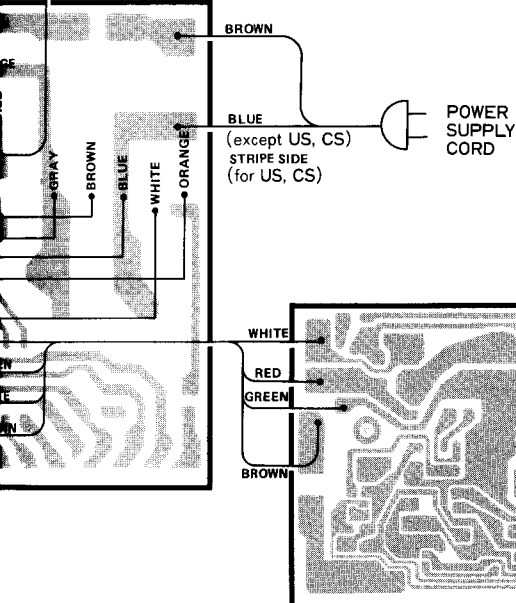 BROWN
BLUE
(except US, CS)
STRIPE SIDE
(for US, CS)
POWER
SUPPLY
CORD
GRAY
BROWN
BLUE
WHITE
ORANGE
WHITE
RED
GREEN
BROWN